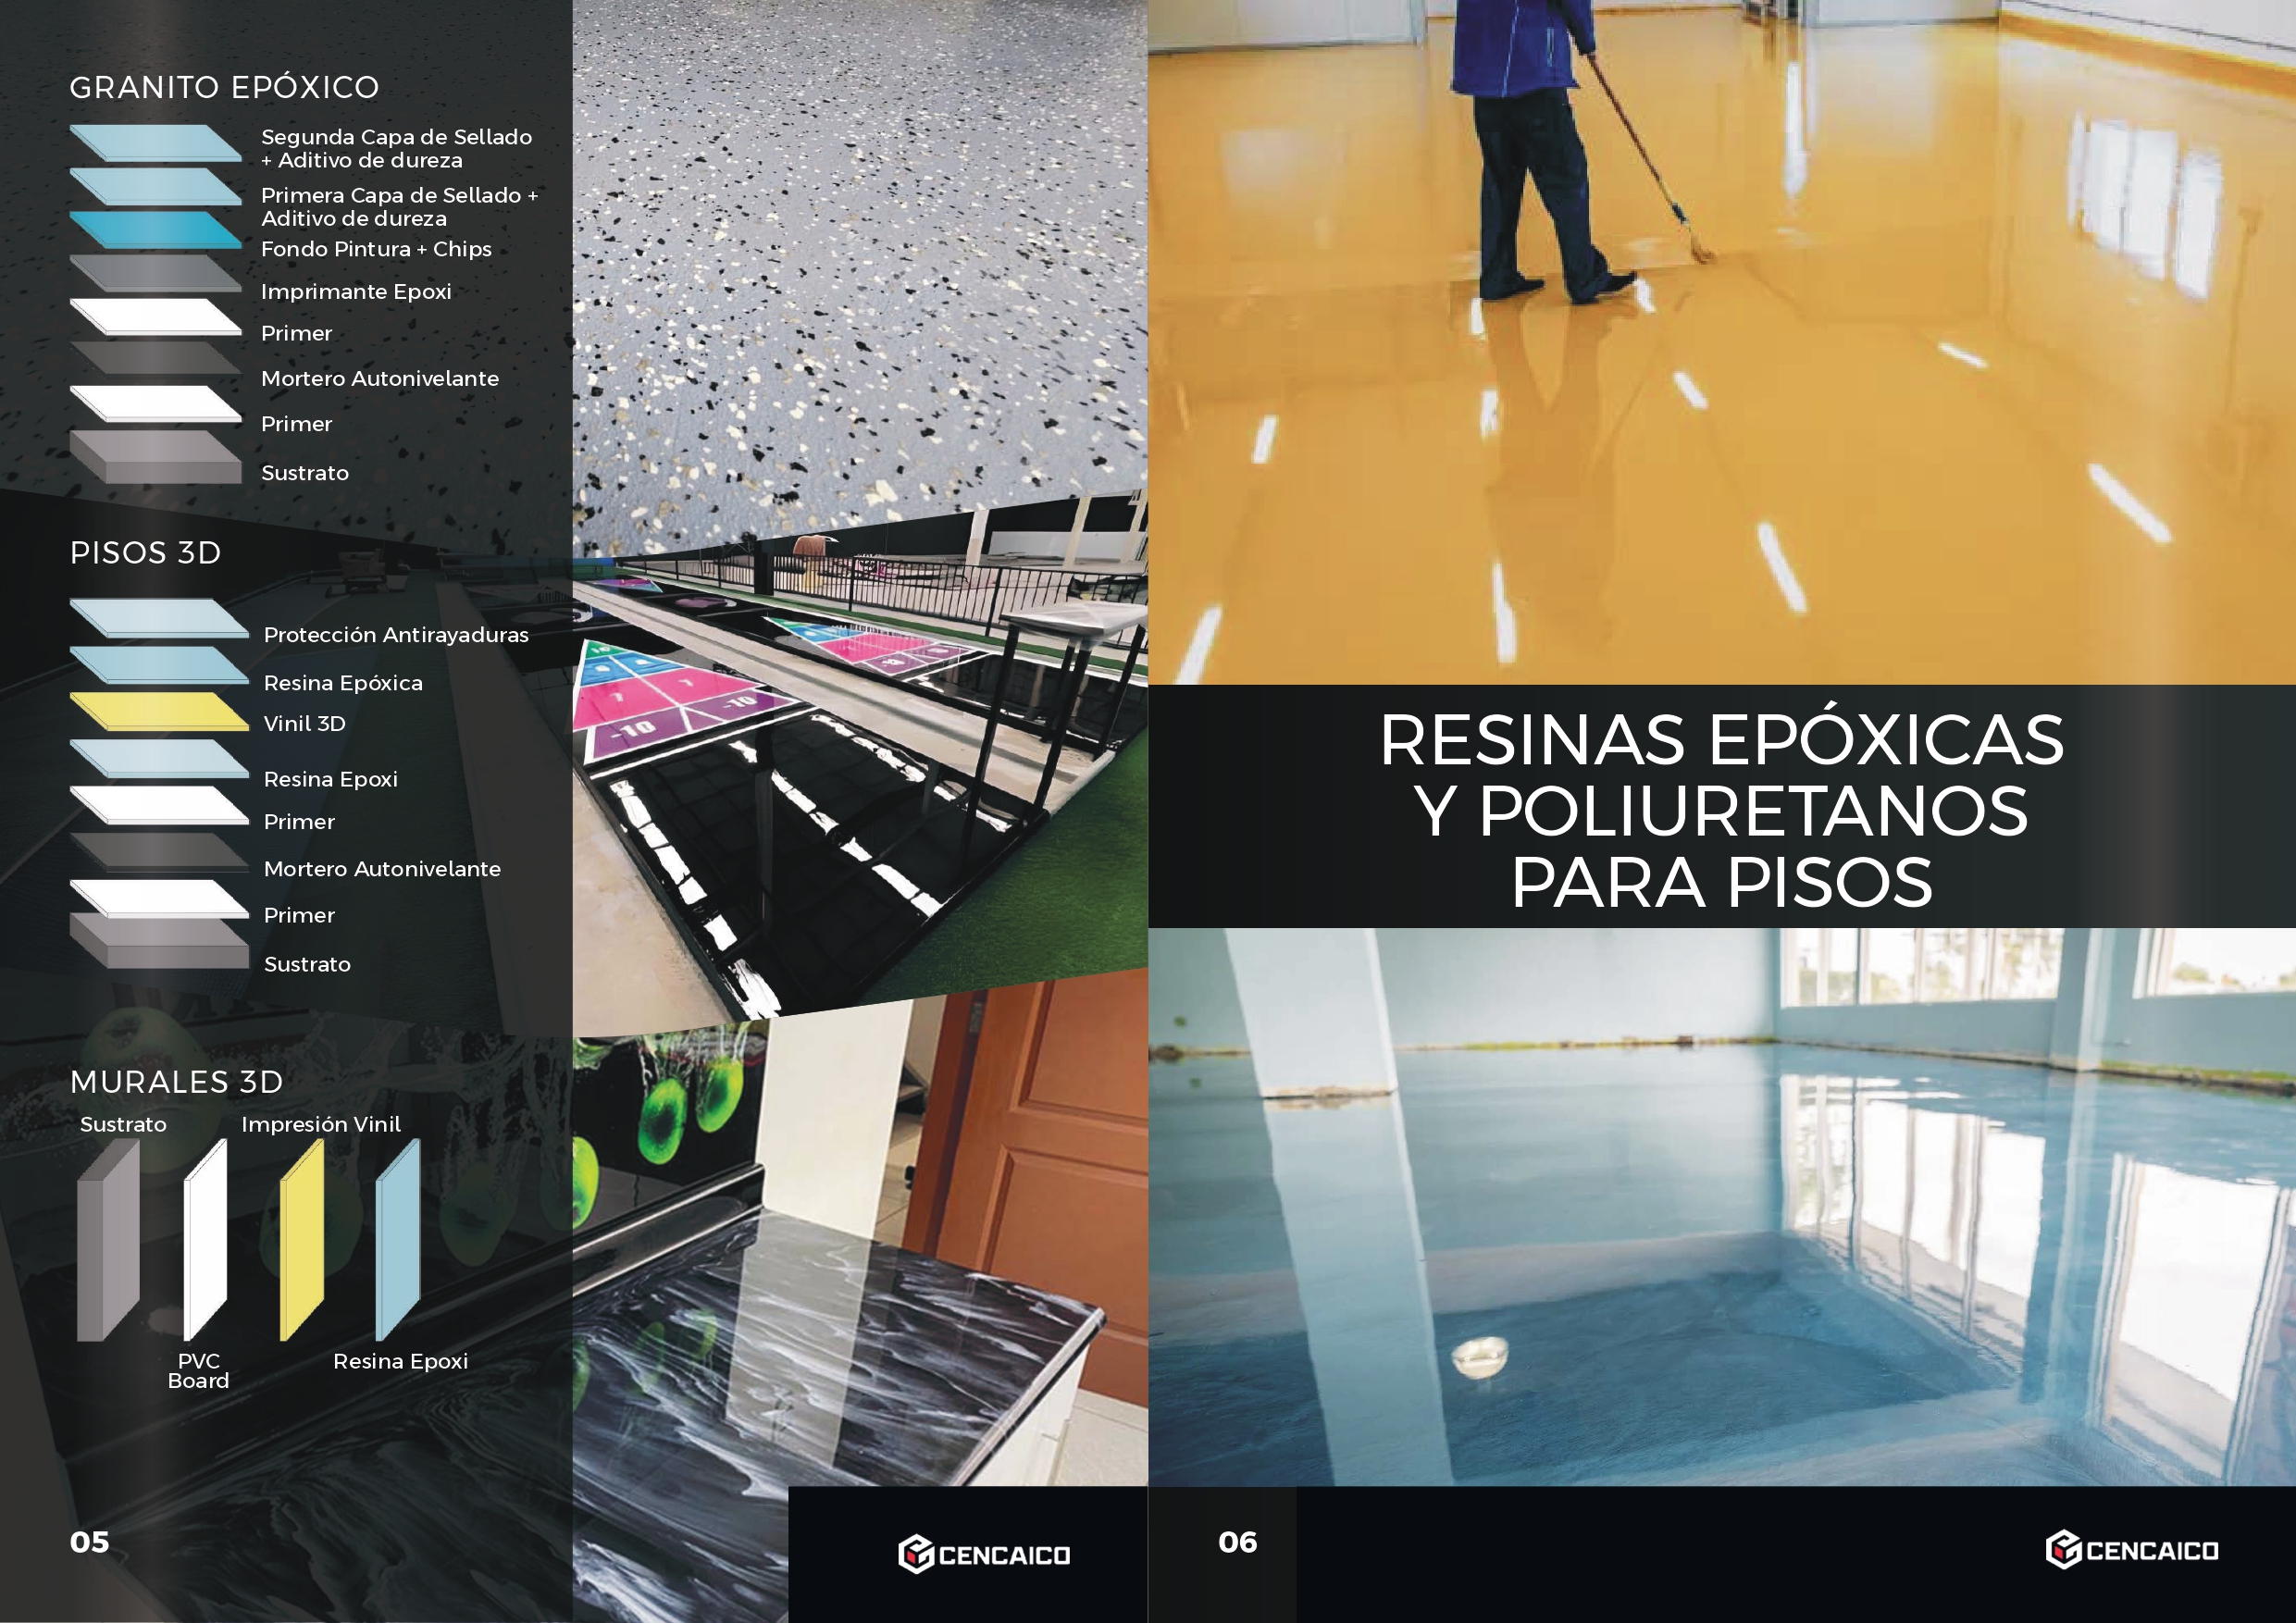 GRANITO EPÓXICO
Segunda Capa de Sellado
+ Aditivo de dureza
Primera Capa de Sellado +
Aditivo de dureza
Fondo Pintura + Chips
Imprimante Epoxi
Primer
Mortero Autonivelante
Primer
Sustrato
PISOS 3D
Protección Antirayaduras
Resina Epóxica
Vinil 3D
Resina Epoxi
Primer
Mortero Autonivelante
Primer
Sustrato
-10
-10
MURALES 3D
Sustrato
Impresión Vinil
PVC
Board
Resina Epoxi
05
CENCAICO
RESINAS EPÓXICAS
Y POLIURETANOS
PARA PISOS
06
CENCAICO